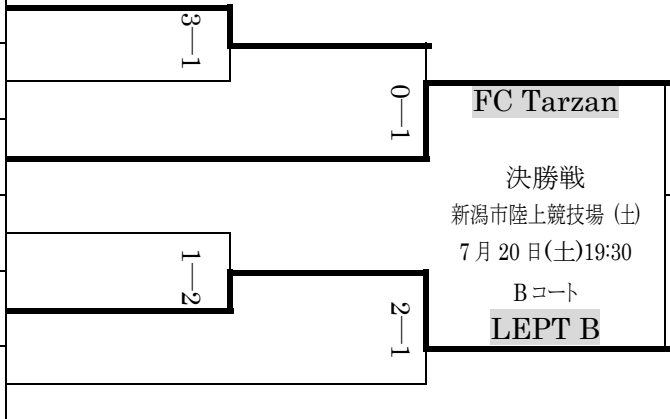 3―1
0―1
FC Tarzan
決勝戦
新潟市陸上競技場 (土)
7月20日(土)19:30
Bコート
1―2
2―1
LEPT B